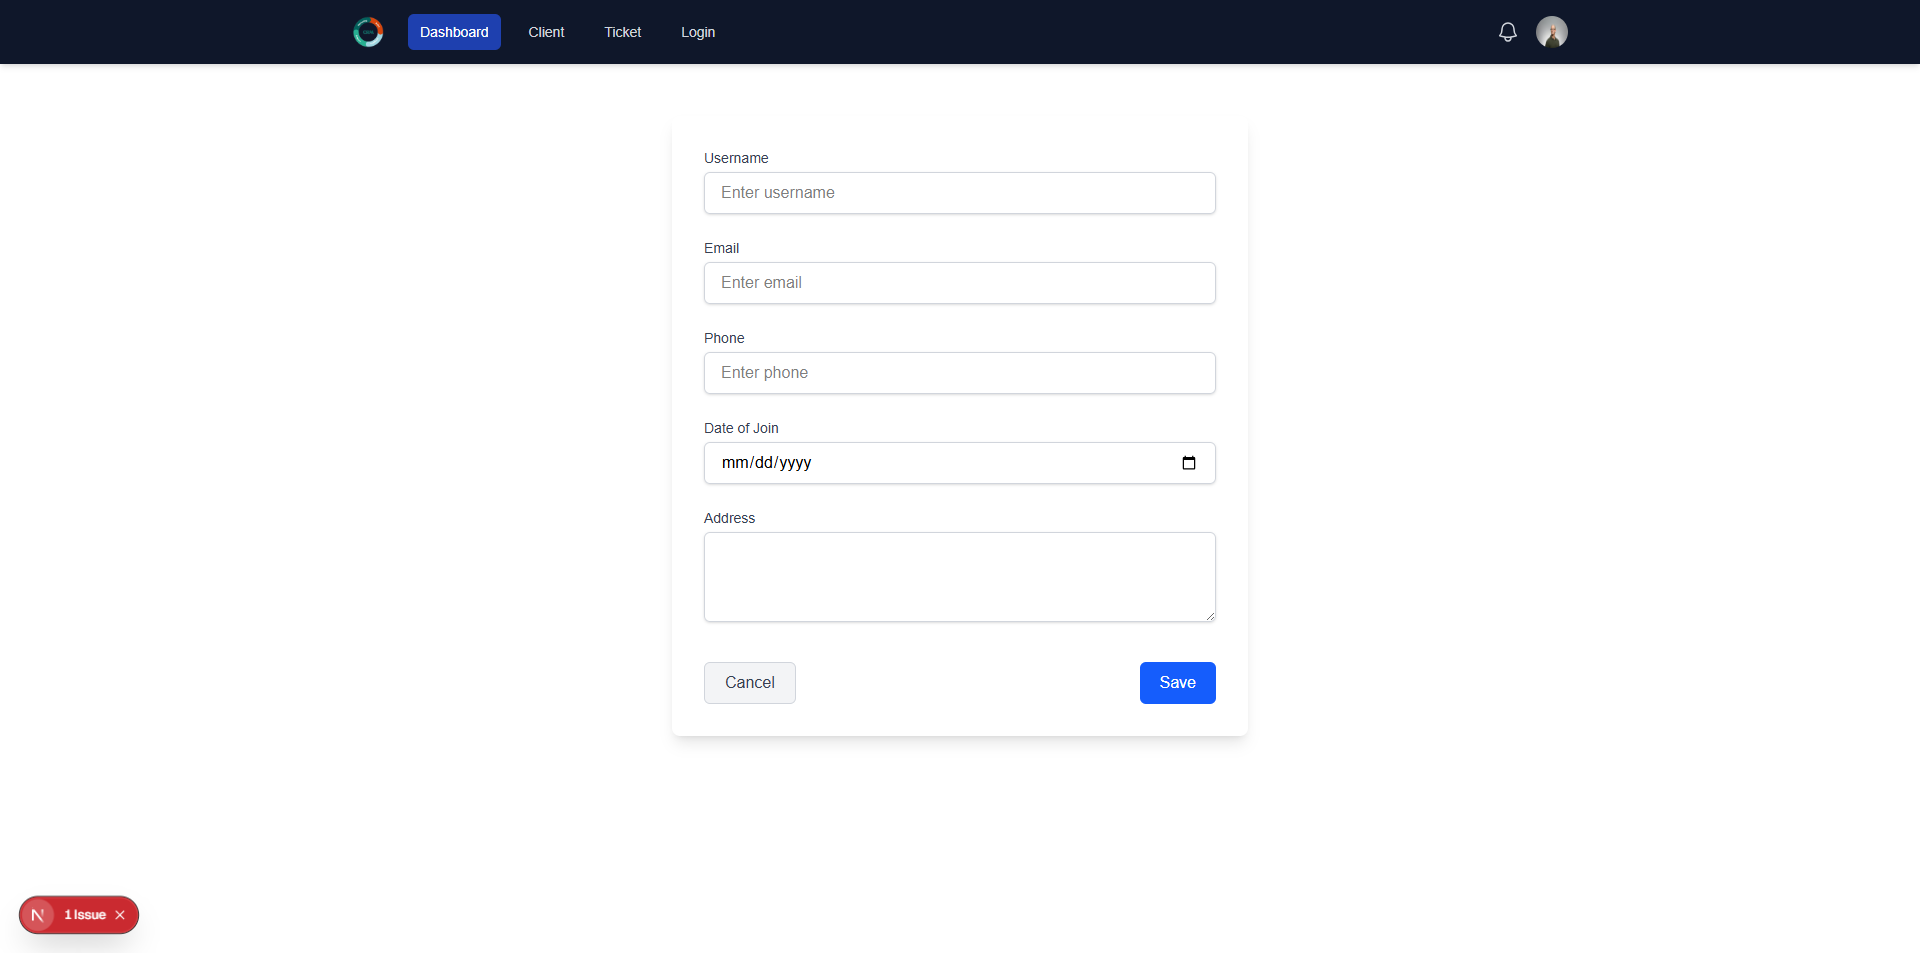 Dashboard Client Ticket Login
Username
Enter username
Email
Enter email
Phone
Enter phone
Date of Join
mm/dd/yyyy
Address
Cancel Save
N 1 Issue